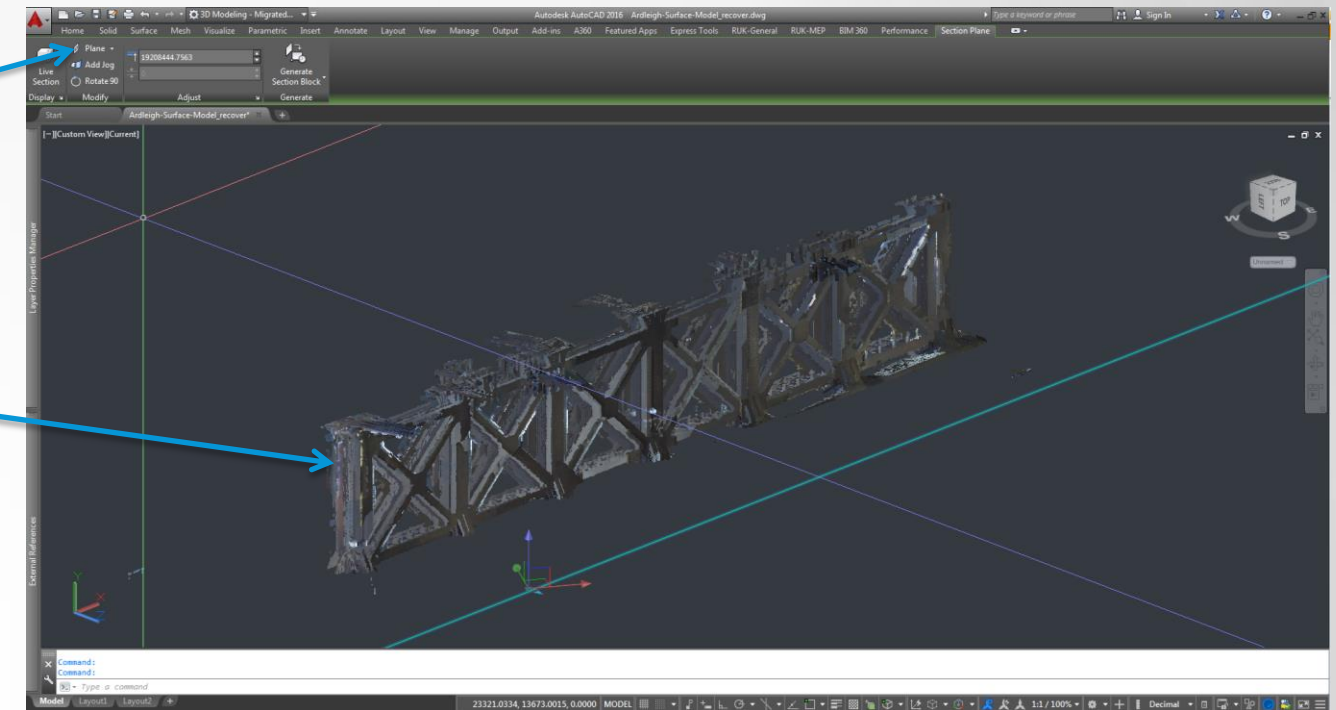 3D Modeling - Migrated...
Autodesk AutoCAD 2016 Ardleigh-Surface-Model_recover.dwg
Type a keyword or phrase
Sign In
Home Solid Surface Mesh Visualize Parametric Insert Annotate Layout View Manage Output Add-ins A360 Featured Apps Express Tools RUK-General RUK-MEP BIM 360 Performance Section Plane
Plane
19208444.7563
Add Jog
Live Section
Rotate 90
0
Generate Section Block
Display Modify Adjust Generate
Start Ardleigh-Surface-Model_recover*
[−][Custom View][Current]
Layer Properties Manager
LEFT
TOP
W
E
S
Unnamed
External References
Y
X
Z
Command:
Command:
Type a command
Model Layout1 Layout2 +
23321.0334, 13673.0015, 0.0000 MODEL 1:1 / 100% Decimal